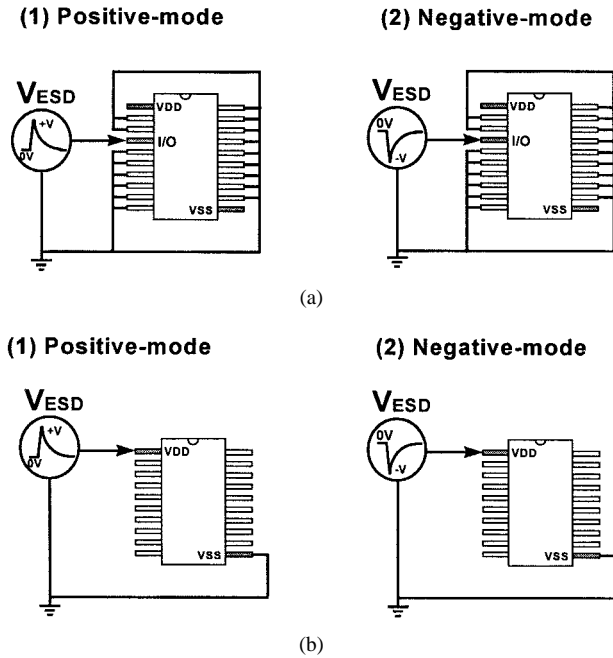 (1) Positive-mode
(2) Negative-mode
VESD
+V
0V
VDD
I/O
VSS
VESD
0V
-V
VDD
I/O
VSS
(a)
(1) Positive-mode
(2) Negative-mode
VESD
+V
0V
VDD
VSS
VESD
0V
-V
VDD
VSS
(b)